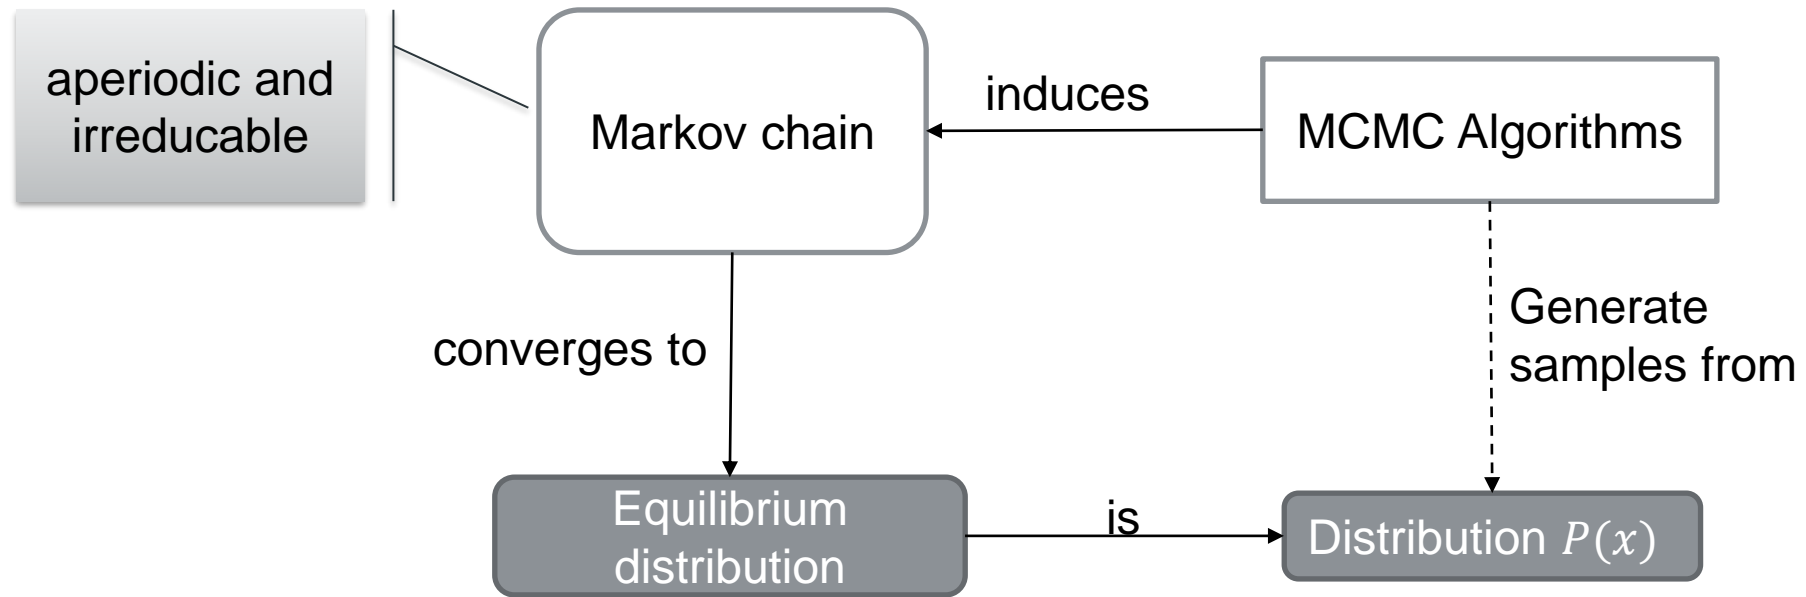 aperiodic and
irreducable
Markov chain
induces
MCMC Algorithms
converges to
Generate
samples from
Equilibrium
distribution
is
Distribution P(x)